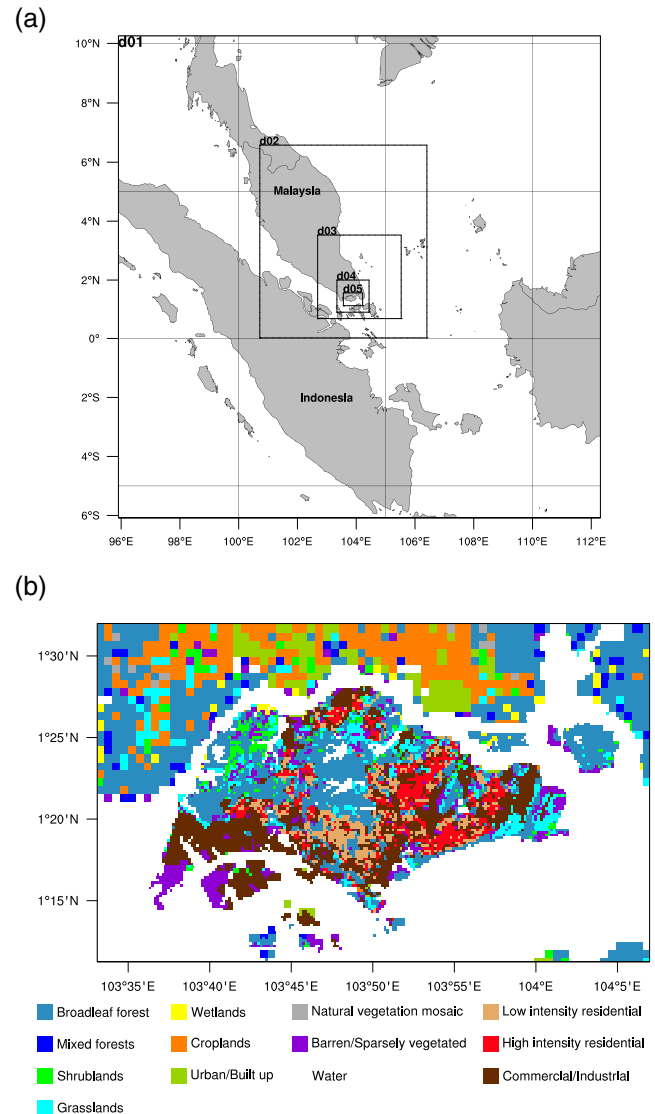 (a)
d01
10°N
8°N
6°N
4°N
2°N
0°
2°S
4°S
6°S
d02
Malaysia
d03
d04
d05
Indonesia
96°E 98°E 100°E 102°E 104°E 106°E 108°E 110°E 112°E
(b)
1°30'N
1°25'N
1°20'N
1°15'N
103°35'E 103°40'E 103°45'E 103°50'E 103°55'E 104°E 104°5'E
Broadleaf forest Wetlands Natural vegetation mosaic Low intensity residential
Mixed forests Croplands Barren/Sparsely vegetated High intensity residential
Shrublands Urban/Built up Water Commercial/Industrial
Grasslands